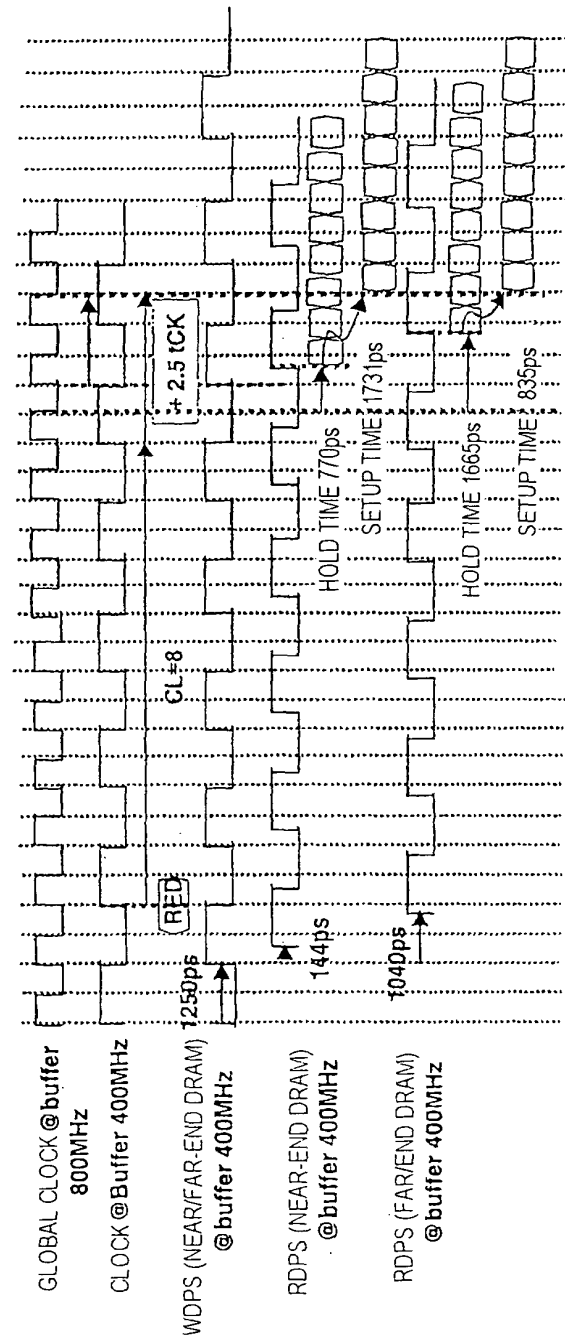 GLOBAL CLOCK@buffer
800MHz
CLOCK@Buffer 400MHz
WDPS (NEAR/FAR-END DRAM)
@buffer 400MHz
RDPS (NEAR-END DRAM)
@buffer 400MHz
RDPS (FAR/END DRAM)
@buffer 400MHz
RED
CL=8
+ 2.5 tCK
1250ps
144ps
HOLD TIME 770ps
SETUP TIME 1731ps
1040ps
HOLD TIME 1665ps
SETUP TIME 835ps